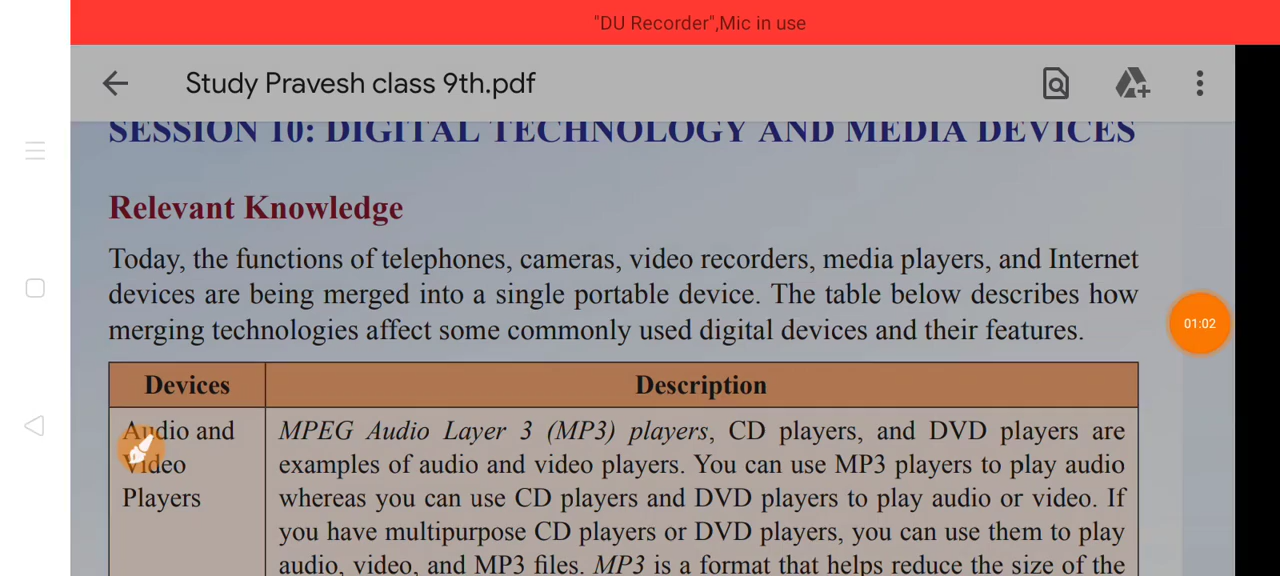 "DU Recorder",Mic in use
Study Pravesh class 9th.pdf
SESSION 10: DIGITAL TECHNOLOGY AND MEDIA DEVICES
Relevant Knowledge
Today, the functions of telephones, cameras, video recorders, media players, and Internet
devices are being merged into a single portable device. The table below describes how
merging technologies affect some commonly used digital devices and their features.
01:02
Devices
Description
Audio and
Video
Players
MPEG Audio Layer 3 (MP3) players, CD players, and DVD players are
examples of audio and video players. You can use MP3 players to play audio
whereas you can use CD players and DVD players to play audio or video. If
you have multipurpose CD players or DVD players, you can use them to play
audio, video, and MP3 files. MP3 is a format that helps reduce the size of the